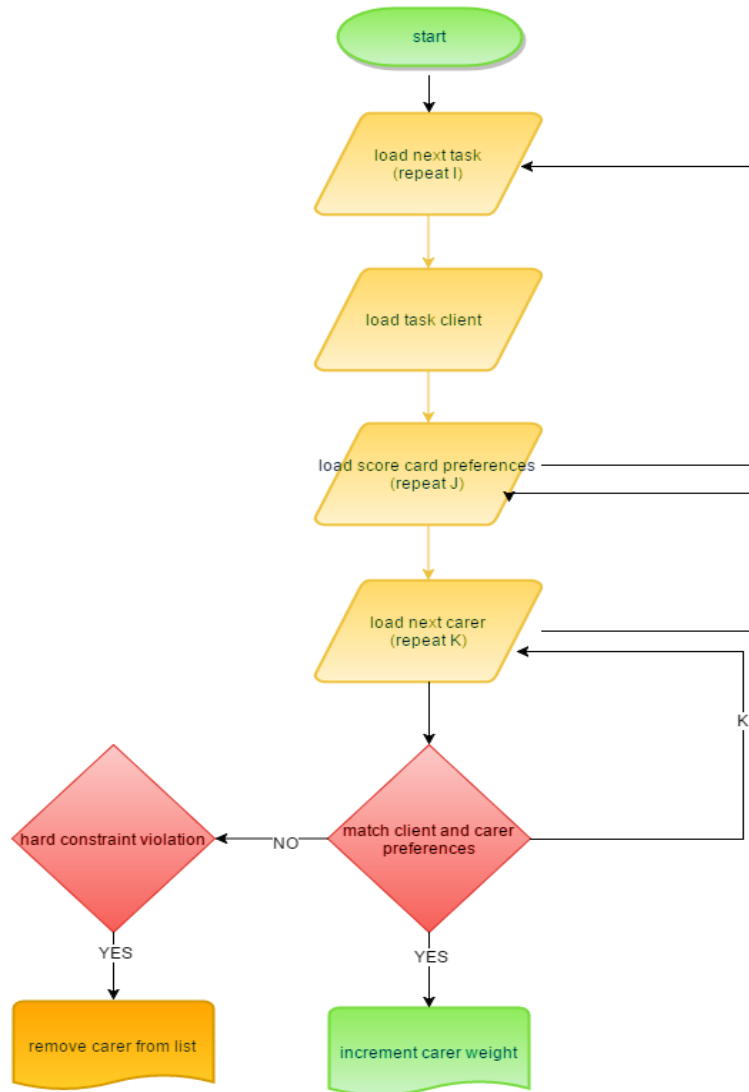 start
load next task
(repeat I)
load task client
load score card preferences
(repeat J)
load next carer
(repeat K)
K
hard constraint violation
NO
match client and carer
preferences
YES
YES
remove carer from list
increment carer weight